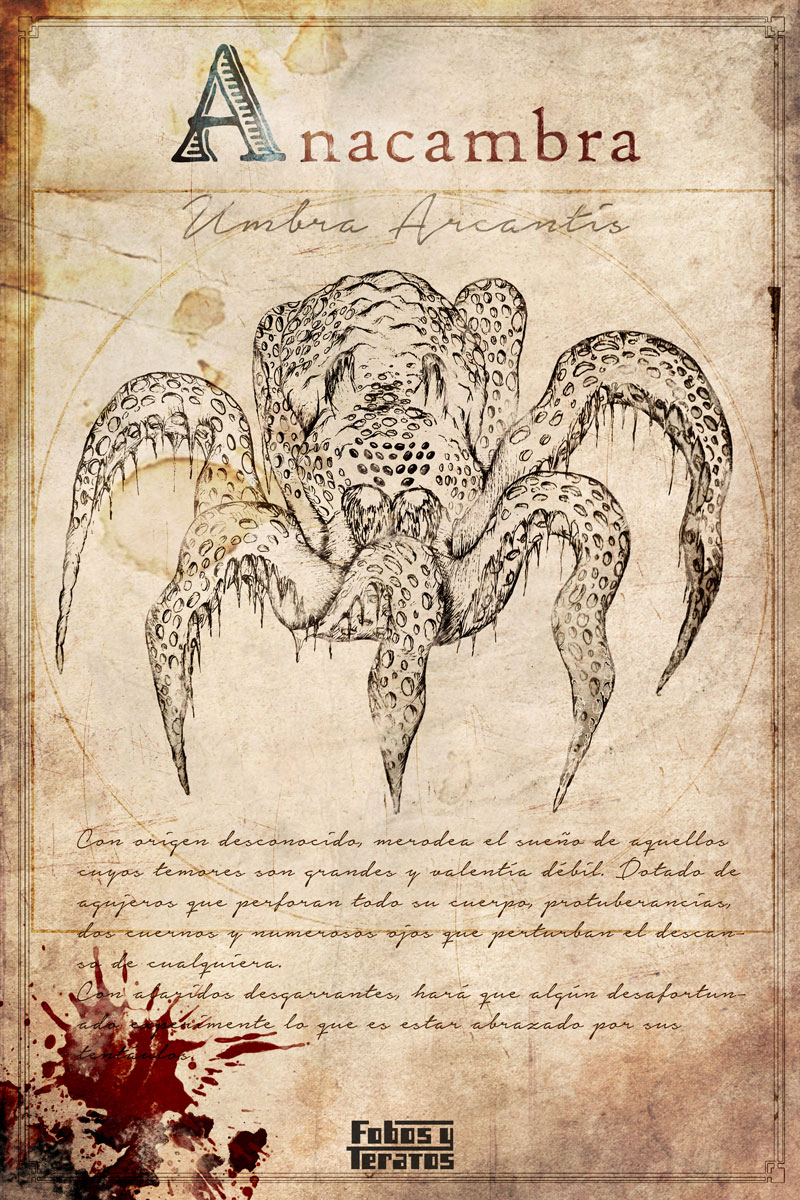 Anacambra
Umbra Arcantis
Con origen desconocido, merodea el sueño de aquellos
cuyos temores son grandes y valentía débil. Dotado de
agujeros que perforan todo su cuerpo, protuberancias,
dos cuernos y numerosos ojos que perturban el descan-
so de cualquiera.
Con alaridos desgarrantes, hará que algún desafortun-
ado experimente lo que es estar abrazado por sus
tentáculos.
Fobos y
Teratos